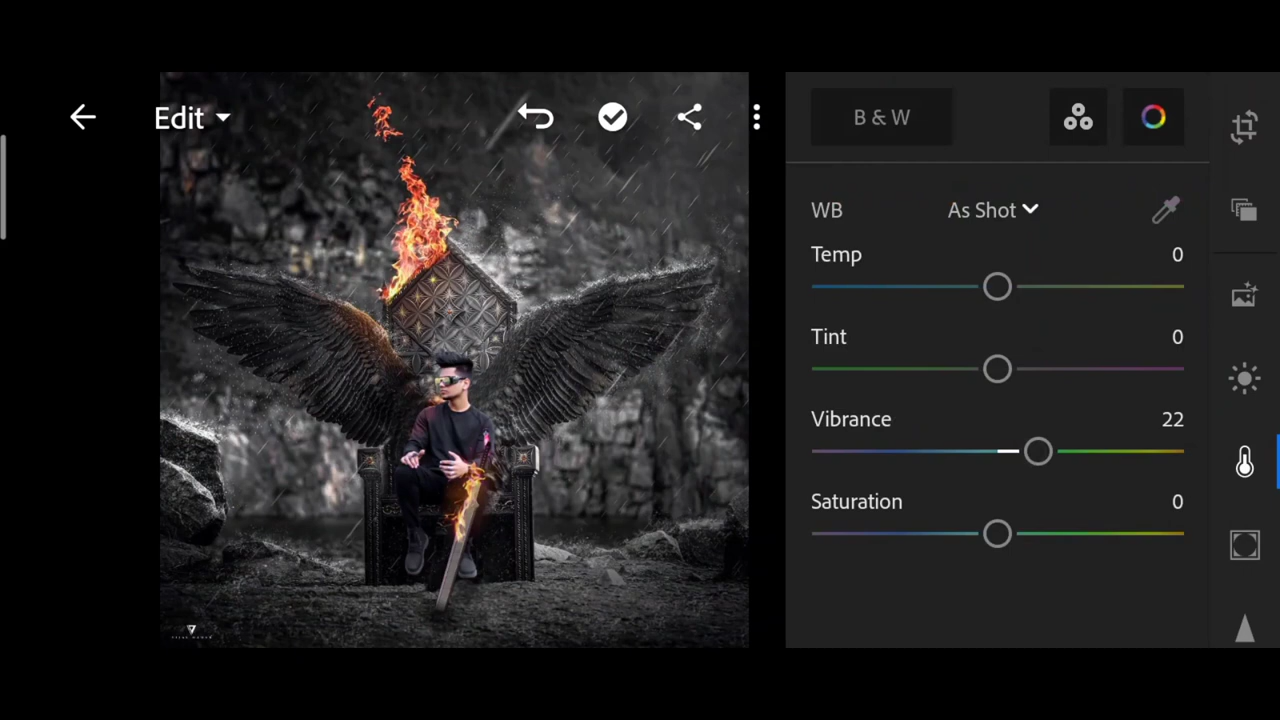 Edit
B & W
WB
As Shot
Temp
0
Tint
0
Vibrance
22
Saturation
0